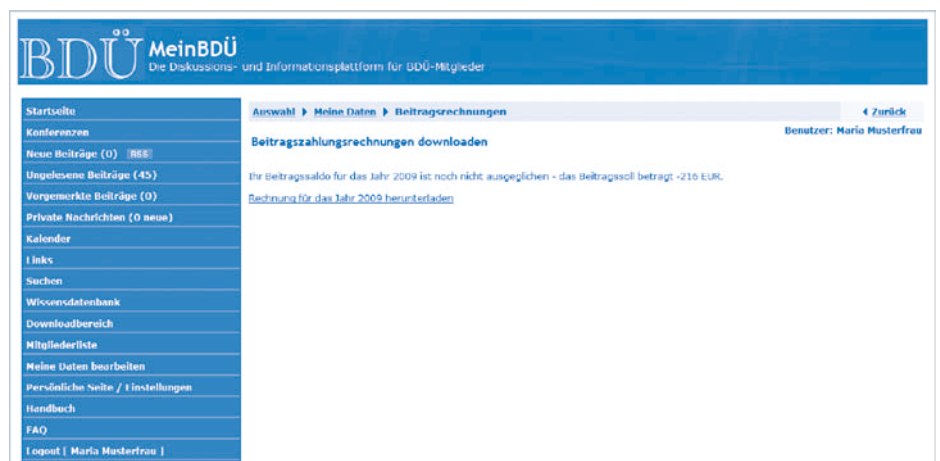 BDÜ MeinBDÜ
Die Diskussions- und Informationsplattform für BDÜ-Mitglieder
Startseite
Konferenzen
Neue Beiträge (0) RSS
Ungelesene Beiträge (45)
Vorgemerkte Beiträge (0)
Private Nachrichten (0 neue)
Kalender
Links
Suchen
Wissensdatenbank
Downloadbereich
Mitgliederliste
Meine Daten bearbeiten
Persönliche Seite / Einstellungen
Handbuch
FAQ
Logout [ Maria Musterfrau ]
Auswahl Meine Daten Beitragsrechnungen Zurück
Benutzer: Maria Musterfrau
Beitragszahlungsrechnungen downloaden
Ihr Beitragssaldo für das Jahr 2009 ist noch nicht ausgeglichen - das Beitragssoll beträgt -216 EUR.
Rechnung für das Jahr 2009 herunterladen